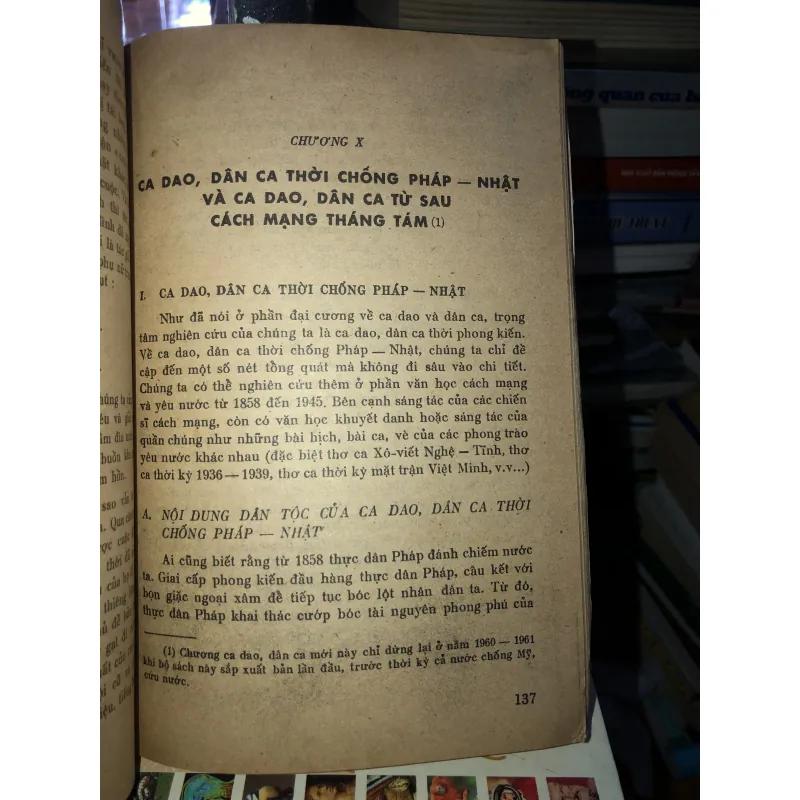 CHƯƠNG X
CA DAO, DÂN CA THỜI CHỐNG PHÁP — NHẬT
VÀ CA DAO, DÂN CA TỪ SAU
CÁCH MẠNG THÁNG TÁM (1)
I. CA DAO, DÂN CA THỜI CHỐNG PHÁP — NHẬT
Như đã nói ở phần đại cương về ca dao và dân ca, trọng
tâm nghiên cứu của chúng ta là ca dao, dân ca thời phong kiến.
Về ca dao, dân ca thời chống Pháp — Nhật, chúng ta chỉ đề
cập đến một số nét tổng quát mà không đi sâu vào chi tiết.
Chúng ta có thể nghiên cứu thêm ở phần văn học cách mạng
và yêu nước từ 1858 đến 1945. Bên cạnh sáng tác của các chiến
sĩ cách mạng, còn có văn học khuyết danh hoặc sáng tác của
quần chúng như những bài hịch, bài ca, vè của các phong trào
yêu nước khác nhau (đặc biệt thơ ca Xô-viết Nghệ — Tĩnh, thơ
ca thời kỳ 1936 — 1939, thơ ca thời kỳ mặt trận Việt Minh, v.v...)
A. NỘI DUNG DÂN TỘC CỦA CA DAO, DÂN CA THỜI
CHỐNG PHÁP — NHẬT
Ai cũng biết rằng từ 1858 thực dân Pháp đánh chiếm nước
ta. Giai cấp phong kiến đầu hàng thực dân Pháp, câu kết với
bọn giặc ngoại xâm để tiếp tục bóc lột nhân dân ta. Từ đó,
thực dân Pháp khai thác cướp bóc tài nguyên phong phú của
(1) Chương ca dao, dân ca mới này chỉ dừng lại ở năm 1960 — 1961
khi bộ sách này sắp xuất bản lần đầu, trước thời kỳ cả nước chống Mỹ,
cứu nước.
137